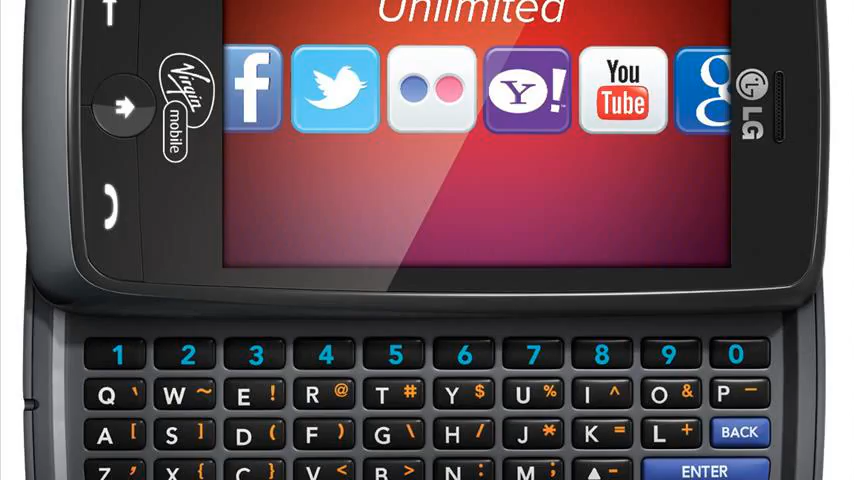 Unlimited
f
Y!
You
Tube
g
Virgin
mobile
LG
1 2 3 4 5 6 7 8 9 0
Q ' W ~ E ! R @ T # Y $ U % I ^ O & P –
A [ S ] D ( F ) G \ H / J * K = L + BACK
Z , X { C } V < B > N : M ; ▲ - ENTER